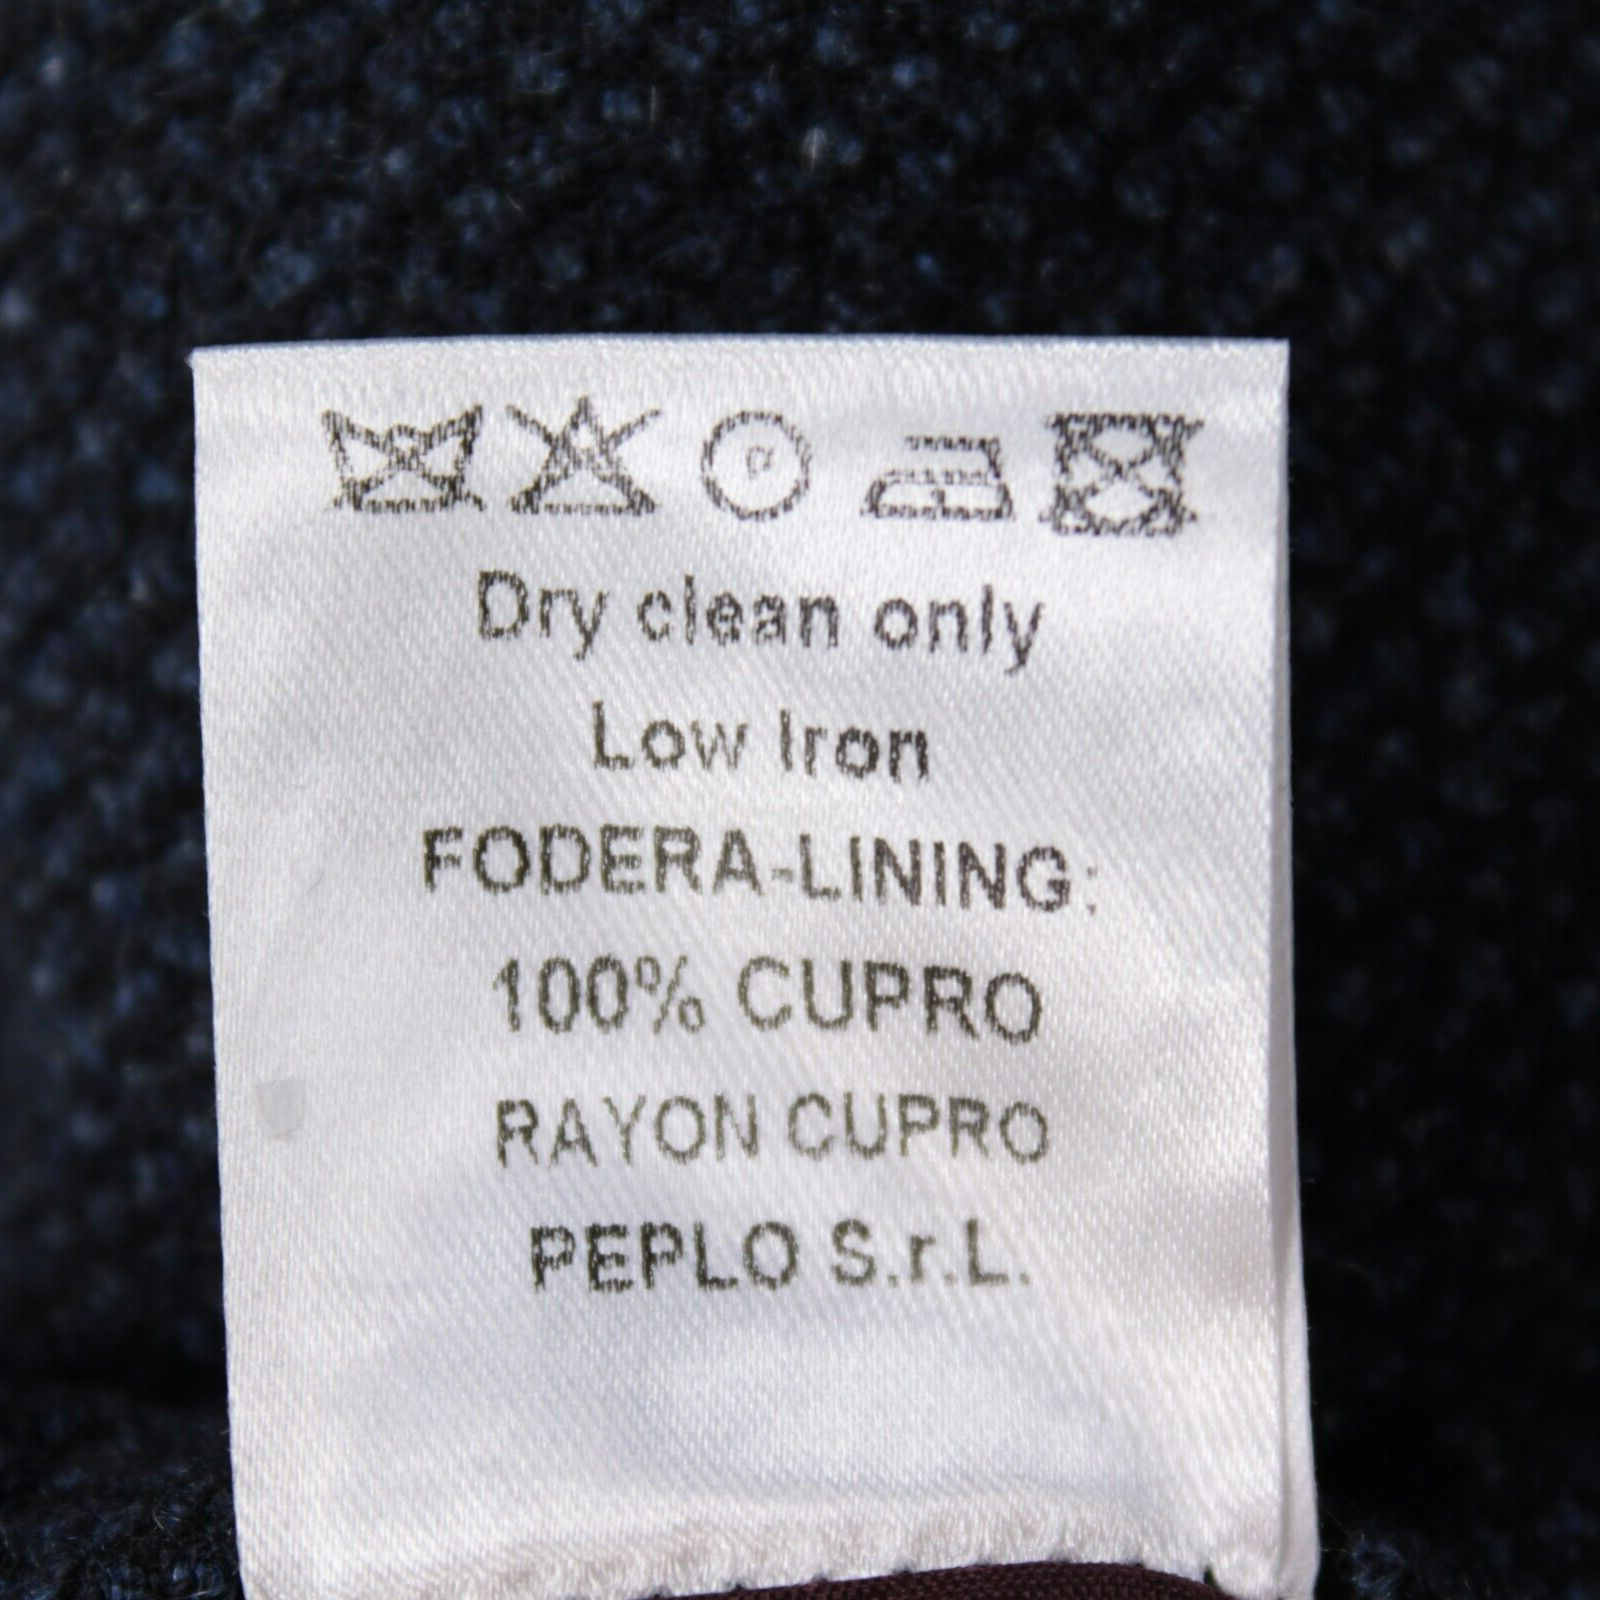 P
Dry clean only
Low Iron
FODERA-LINING:
100% CUPRO
RAYON CUPRO
PEPLO S.r.L.